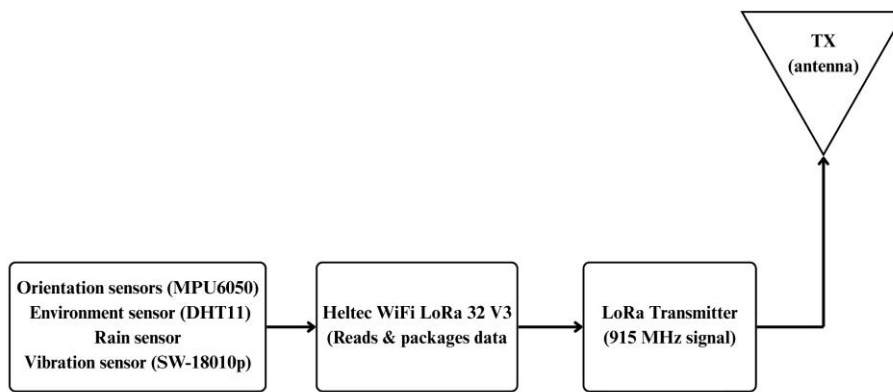 TX
(antenna)
Orientation sensors (MPU6050)
Environment sensor (DHT11)
Rain sensor
Vibration sensor (SW-18010p)
Heltec WiFi LoRa 32 V3
(Reads & packages data
LoRa Transmitter
(915 MHz signal)